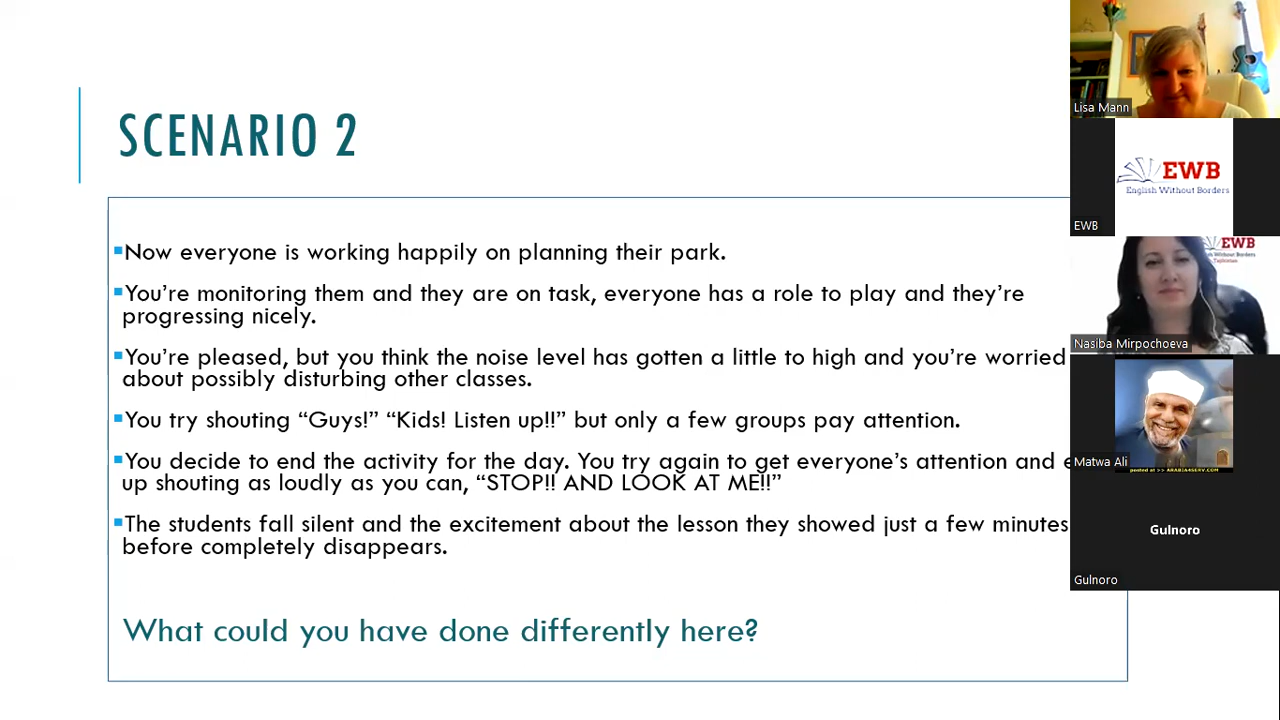 SCENARIO 2
Now everyone is working happily on planning their park.
You're monitoring them and they are on task, everyone has a role to play and they're
progressing nicely.
You're pleased, but you think the noise level has gotten a little to high and you're worried
about possibly disturbing other classes.
You try shouting “Guys!” “Kids! Listen up!!” but only a few groups pay attention.
You decide to end the activity for the day. You try again to get everyone's attention and
up shouting as loudly as you can, “STOP!! AND LOOK AT ME!!”
The students fall silent and the excitement about the lesson they showed just a few minutes
before completely disappears.
What could you have done differently here?
Lisa Mann
EWB
English Without Borders
EWB
EWB
Nasiba Mirpochoeva
posted at >> ARABIA4SERV.COM
Matwa Ali
Gulnoro
Gulnoro